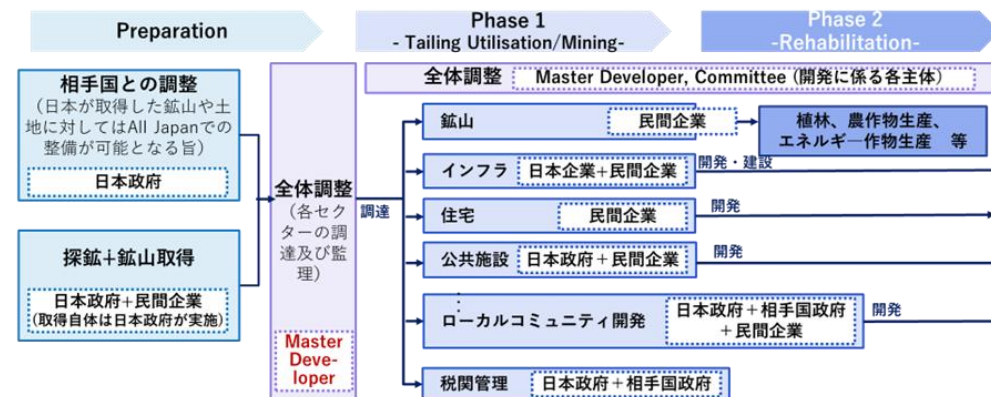 Preparation
Phase 1
- Tailing Utilisation/Mining-
Phase 2
-Rehabilitation-
相手国との調整
（日本が取得した鉱山や土
地に対してはAll Japanでの
整備が可能となる旨）
日本政府
探鉱+鉱山取得
日本政府+民間企業
(取得自体は日本政府が実施)
全体調整
（各セク
ターの調
達及び監
理）
Master
Deve-
loper
全体調整
Master Developer, Committee (開発に係る各主体)
調達
鉱山
民間企業
植林、農作物生産、
エネルギー作物生産　等
インフラ
日本企業+民間企業
開発・建設
住宅
民間企業
開発
公共施設
日本政府+民間企業
開発
⋮
ローカルコミュニティ開発
日本政府+相手国政府
+民間企業
開発
税関管理
日本政府+相手国政府